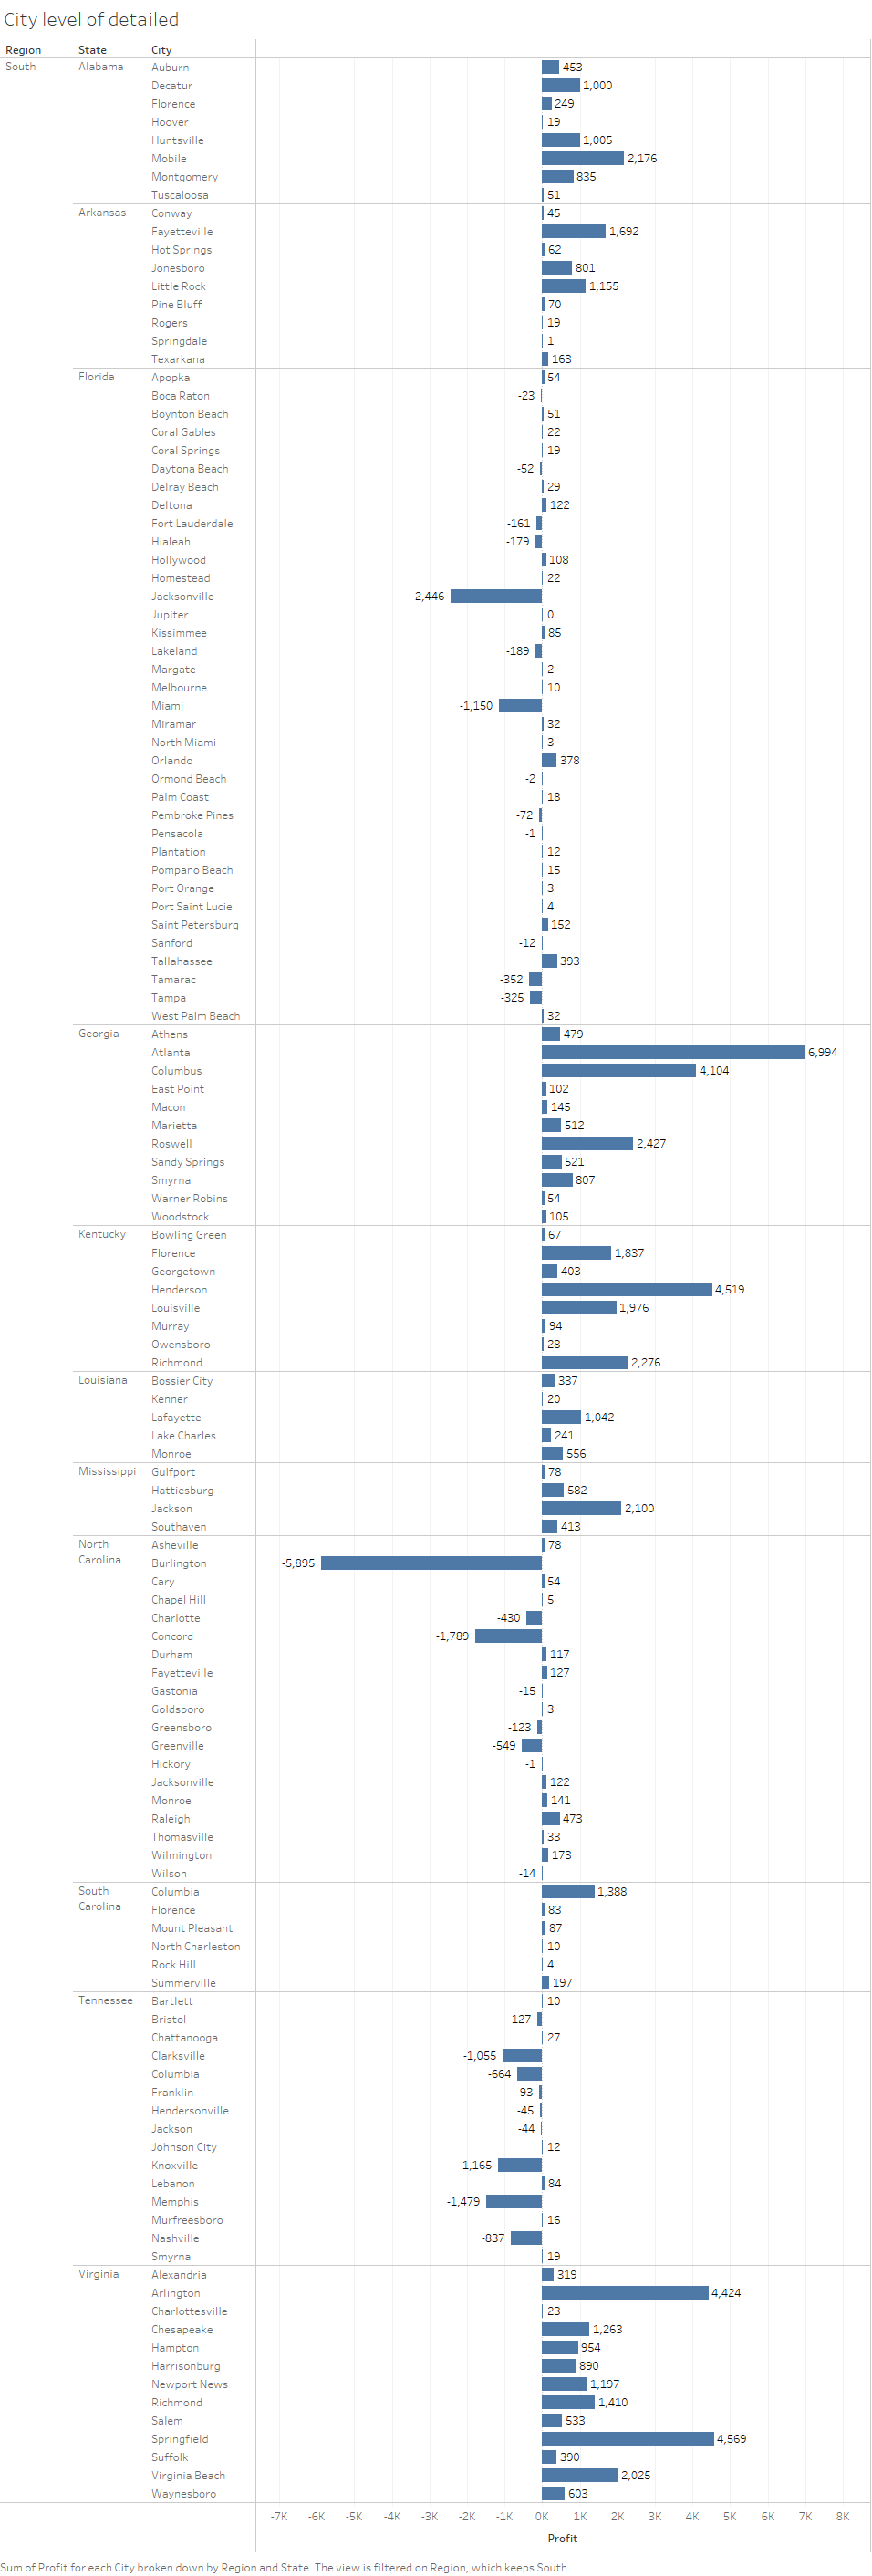 City level of detailed
Region State City
South Alabama Auburn 453
Decatur 1,000
Florence 249
Hoover 19
Huntsville 1,005
Mobile 2,176
Montgomery 835
Tuscaloosa 51
Arkansas Conway 45
Fayetteville 1,692
Hot Springs 62
Jonesboro 801
Little Rock 1,155
Pine Bluff 70
Rogers 19
Springdale 1
Texarkana 163
Florida Apopka 54
Boca Raton -23
Boynton Beach 51
Coral Gables 22
Coral Springs 19
Daytona Beach -52
Delray Beach 29
Deltona 122
Fort Lauderdale -161
Hialeah -179
Hollywood 108
Homestead 22
Jacksonville -2,446
Jupiter 0
Kissimmee 85
Lakeland -189
Margate 2
Melbourne 10
Miami -1,150
Miramar 32
North Miami 3
Orlando 378
Ormond Beach -2
Palm Coast 18
Pembroke Pines -72
Pensacola -1
Plantation 12
Pompano Beach 15
Port Orange 3
Port Saint Lucie 4
Saint Petersburg 152
Sanford -12
Tallahassee 393
Tamarac -352
Tampa -325
West Palm Beach 32
Georgia Athens 479
Atlanta 6,994
Columbus 4,104
East Point 102
Macon 145
Marietta 512
Roswell 2,427
Sandy Springs 521
Smyrna 807
Warner Robins 54
Woodstock 105
Kentucky Bowling Green 67
Florence 1,837
Georgetown 403
Henderson 4,519
Louisville 1,976
Murray 94
Owensboro 28
Richmond 2,276
Louisiana Bossier City 337
Kenner 20
Lafayette 1,042
Lake Charles 241
Monroe 556
Mississippi Gulfport 78
Hattiesburg 582
Jackson 2,100
Southaven 413
North Asheville 78
Carolina Burlington -5,895
Cary 54
Chapel Hill 5
Charlotte -430
Concord -1,789
Durham 117
Fayetteville 127
Gastonia -15
Goldsboro 3
Greensboro -123
Greenville -549
Hickory -1
Jacksonville 122
Monroe 141
Raleigh 473
Thomasville 33
Wilmington 173
Wilson -14
South Columbia 1,388
Carolina Florence 83
Mount Pleasant 87
North Charleston 10
Rock Hill 4
Summerville 197
Tennessee Bartlett 10
Bristol -127
Chattanooga 27
Clarksville -1,055
Columbia -664
Franklin -93
Hendersonville -45
Jackson -44
Johnson City 12
Knoxville -1,165
Lebanon 84
Memphis -1,479
Murfreesboro 16
Nashville -837
Smyrna 19
Virginia Alexandria 319
Arlington 4,424
Charlottesville 23
Chesapeake 1,263
Hampton 954
Harrisonburg 890
Newport News 1,197
Richmond 1,410
Salem 533
Springfield 4,569
Suffolk 390
Virginia Beach 2,025
Waynesboro 603
-7K -6K -5K -4K -3K -2K -1K 0K 1K 2K 3K 4K 5K 6K 7K 8K
Profit
Sum of Profit for each City broken down by Region and State. The view is filtered on Region, which keeps South.